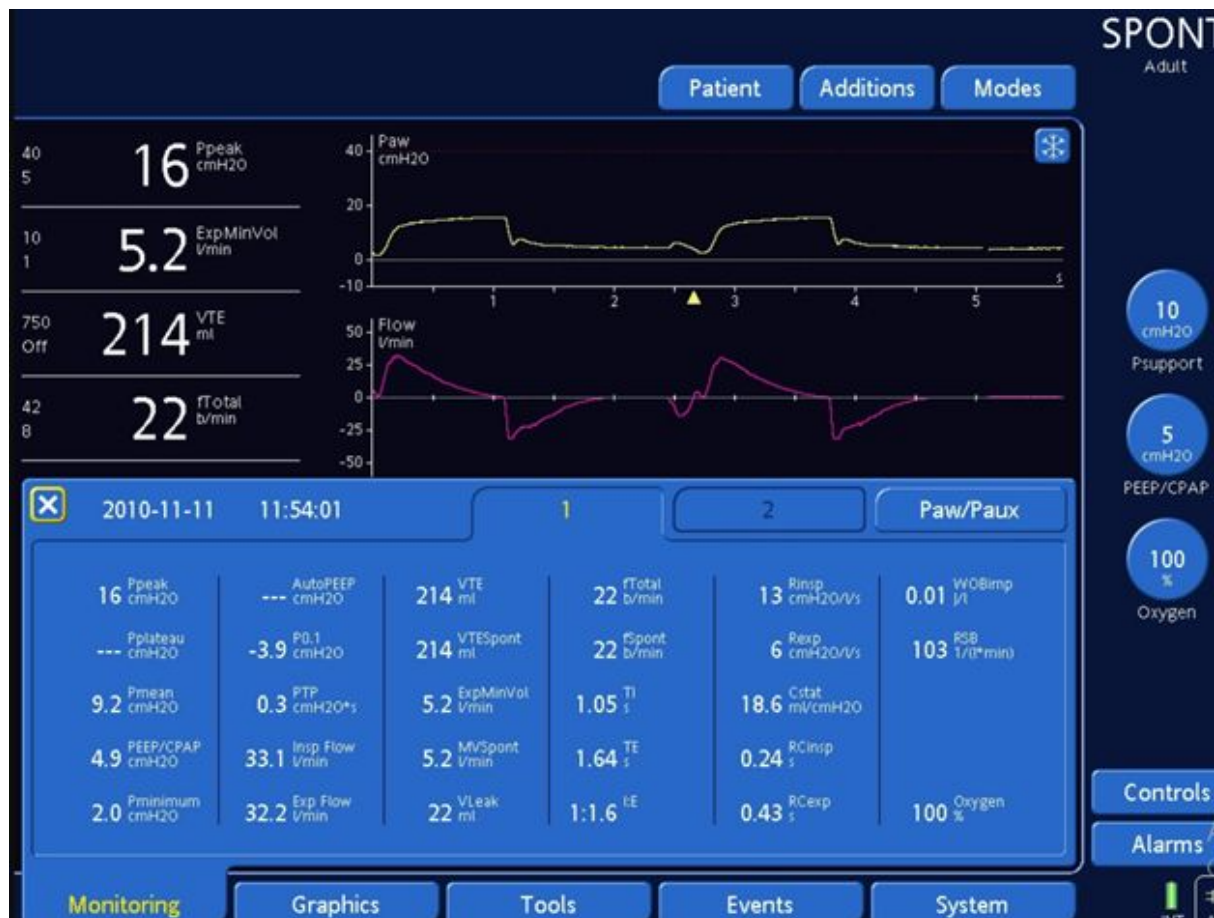 SPONT
Adult
Patient
Additions
Modes
40
5
16 Ppeak cmH2O
10
1
5.2 ExpMinVol l/min
750
Off
214 VTE ml
42
8
22 fTotal b/min
Paw
cmH2O
40
20
0
-10
1 2 3 4 5 s
Flow
l/min
50
25
0
-25
-50
10
cmH2O
Psupport
5
cmH2O
PEEP/CPAP
100
%
Oxygen
2010-11-11 11:54:01 1 2 Paw/Paux
16 Ppeak cmH2O --- AutoPEEP cmH2O 214 VTE ml 22 fTotal b/min 13 Rinsp cmH2O/l/s 0.01 WOBimp J/l
--- Pplateau cmH2O -3.9 P0.1 cmH2O 214 VTESpont ml 22 fSpont b/min 6 Rexp cmH2O/l/s 103 RSB 1/(l*min)
9.2 Pmean cmH2O 0.3 PTP cmH2O*s 5.2 ExpMinVol l/min 1.05 TI s 18.6 Cstat ml/cmH2O
4.9 PEEP/CPAP cmH2O 33.1 Insp Flow l/min 5.2 MVSpont l/min 1.64 TE s 0.24 RCinsp s
2.0 Pminimum cmH2O 32.2 Exp Flow l/min 22 VLeak ml 1:1.6 I:E 0.43 RCexp s 100 Oxygen %
Controls
Alarms
Monitoring Graphics Tools Events System